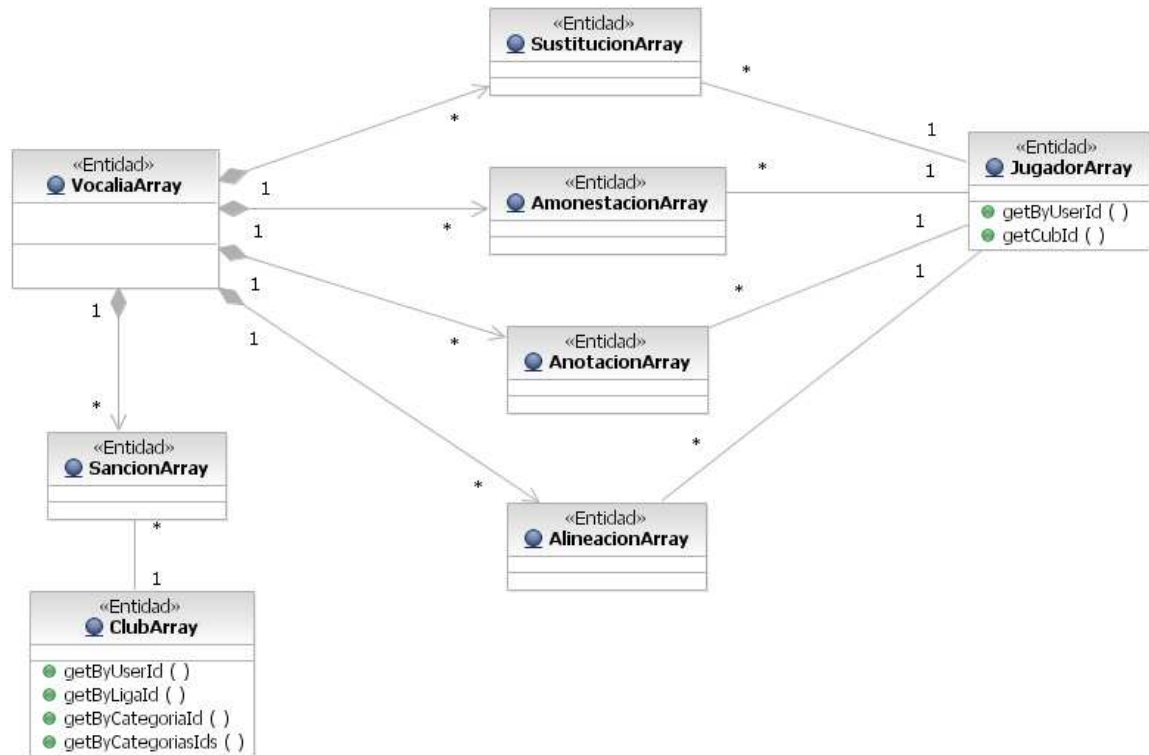 «Entidad»
SustitucionArray
*
*
1
«Entidad»
VocaliaArray
1
«Entidad»
AmonestacionArray
*
*
1
«Entidad»
JugadorArray
getByUserId ( )
getCubId ( )
1
1
1
*
«Entidad»
AnotacionArray
*
1
1
1
*
«Entidad»
SancionArray
*
«Entidad»
AlineacionArray
*
*
1
«Entidad»
ClubArray
getByUserId ( )
getByLigaId ( )
getByCategoriaId ( )
getByCategoriasIds ( )